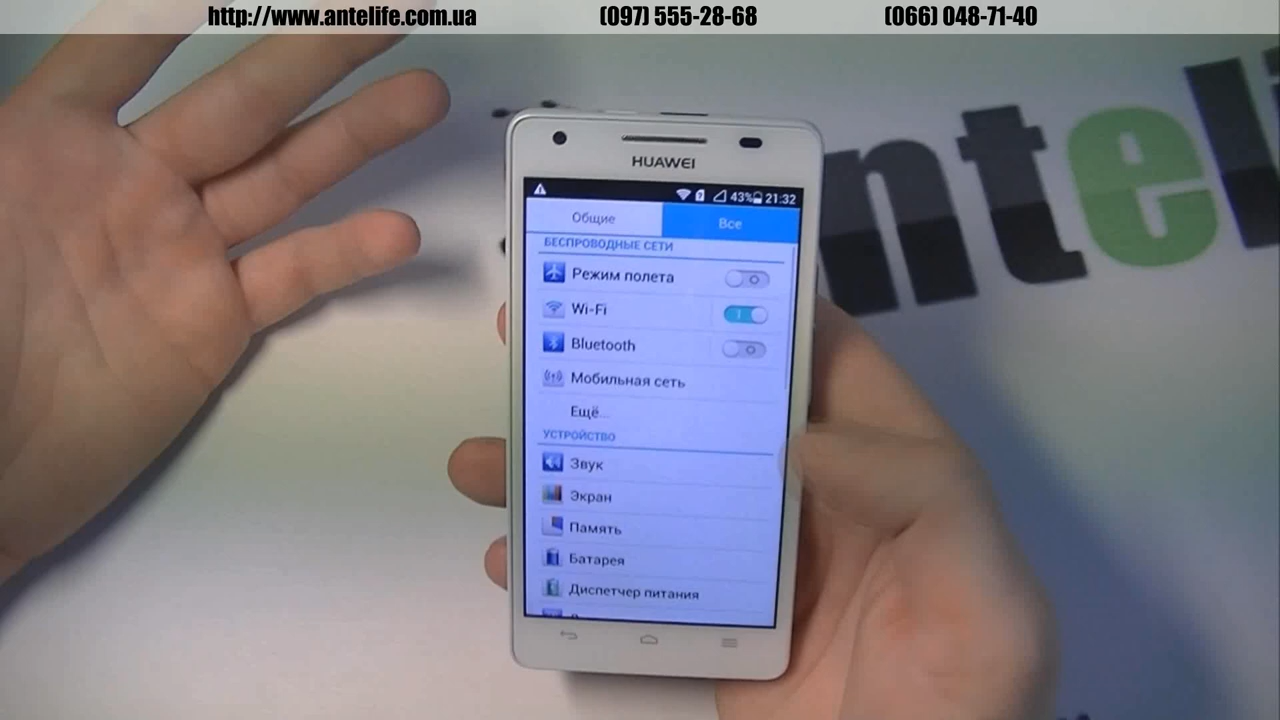 http://www.antelife.com.ua (097) 555-28-68 (066) 048-71-40
anteli
HUAWEI
43% 21:32
Общие Все
БЕСПРОВОДНЫЕ СЕТИ
Режим полета
Wi-Fi
Bluetooth
Мобильная сеть
Ещё...
УСТРОЙСТВО
Звук
Экран
Память
Батарея
Диспетчер питания